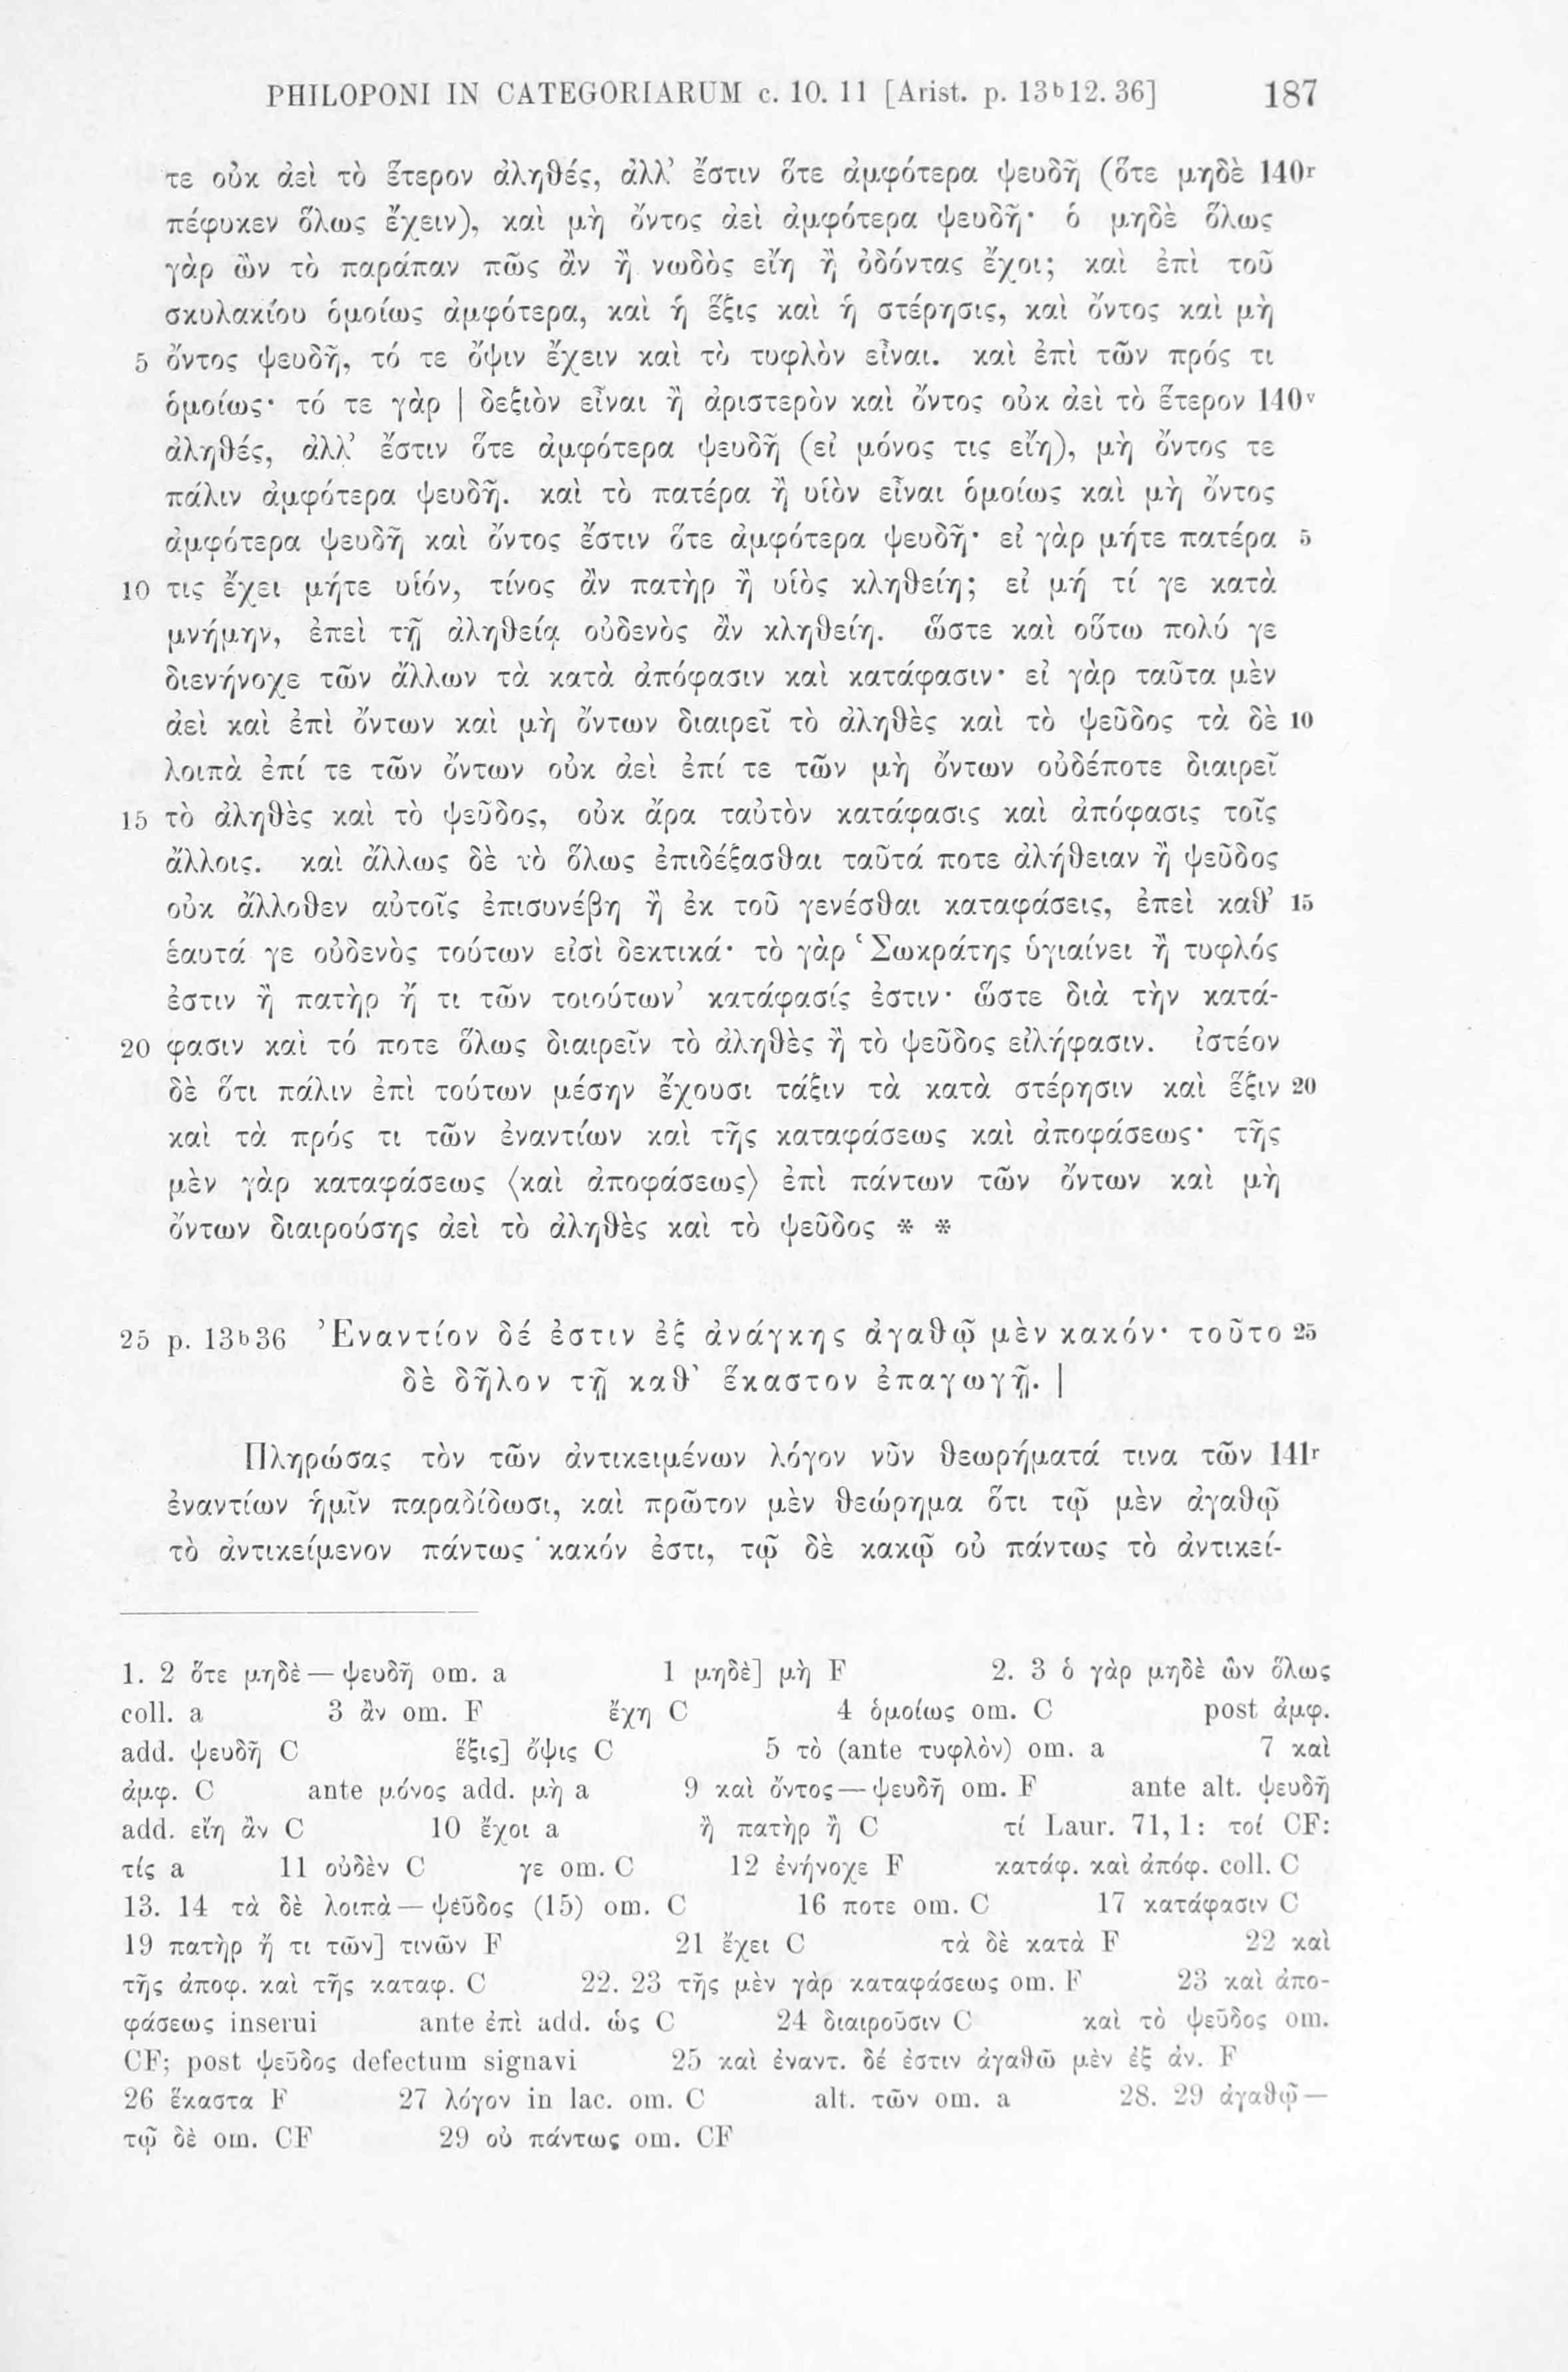 PHILOPONI IN CATEGORIARUM c. 10. 11 [Arist. p. 13ᵇ12. 36] 187
τε οὐκ ἀεὶ τὸ ἕτερον ἀληθές, ἀλλ’ ἔστιν ὅτε ἀμφότερα ψευδῆ (ὅτε μηδὲ 140ʳ
πέφυκεν ὅλως ἔχειν), καὶ μὴ ὄντος ἀεὶ ἀμφότερα ψευδῆ· ὁ μηδὲ ὅλως
γὰρ ὢν τὸ παράπαν πῶς ἂν ἢ νωδὸς εἴη ἢ ὀδόντας ἔχοι; καὶ ἐπὶ τοῦ
σκυλακίου ὁμοίως ἀμφότερα, καὶ ἡ ἕξις καὶ ἡ στέρησις, καὶ ὄντος καὶ μὴ
5 ὄντος ψευδῆ, τό τε ὄψιν ἔχειν καὶ τὸ τυφλὸν εἶναι. καὶ ἐπὶ τῶν πρός τι
ὁμοίως· τό τε γὰρ | δεξιὸν εἶναι ἢ ἀριστερὸν καὶ ὄντος οὐκ ἀεὶ τὸ ἕτερον 140ᵛ
ἀληθές, ἀλλ’ ἔστιν ὅτε ἀμφότερα ψευδῆ (εἰ μόνος τις εἴη), μὴ ὄντος τε
πάλιν ἀμφότερα ψευδῆ. καὶ τὸ πατέρα ἢ υἱὸν εἶναι ὁμοίως καὶ μὴ ὄντος
ἀμφότερα ψευδῆ καὶ ὄντος ἔστιν ὅτε ἀμφότερα ψευδῆ· εἰ γὰρ μήτε πατέρα 5
10 τις ἔχει μήτε υἱόν, τίνος ἂν πατὴρ ἢ υἱὸς κληθείη; εἰ μή τί γε κατὰ
μνήμην, ἐπεὶ τῇ ἀληθείᾳ οὐδενὸς ἂν κληθείη. ὥστε καὶ οὕτω πολύ γε
διενήνοχε τῶν ἄλλων τὰ κατὰ ἀπόφασιν καὶ κατάφασιν· εἰ γὰρ ταῦτα μὲν
ἀεὶ καὶ ἐπὶ ὄντων καὶ μὴ ὄντων διαιρεῖ τὸ ἀληθὲς καὶ τὸ ψεῦδος τὰ δὲ 10
λοιπὰ ἐπί τε τῶν ὄντων οὐκ ἀεὶ ἐπί τε τῶν μὴ ὄντων οὐδέποτε διαιρεῖ
15 τὸ ἀληθὲς καὶ τὸ ψεῦδος, οὐκ ἄρα ταὐτὸν κατάφασις καὶ ἀπόφασις τοῖς
ἄλλοις. καὶ ἄλλως δὲ τὸ ὅλως ἐπιδέξασθαι ταῦτά ποτε ἀλήθειαν ἢ ψεῦδος
οὐκ ἄλλοθεν αὐτοῖς ἐπισυνέβη ἢ ἐκ τοῦ γενέσθαι καταφάσεις, ἐπεὶ καθ’ 15
ἑαυτά γε οὐδενὸς τούτων εἰσὶ δεκτικά· τὸ γὰρ ‘Σωκράτης ὑγιαίνει ἢ τυφλός
ἐστιν ἢ πατὴρ ἤ τι τῶν τοιούτων’ κατάφασίς ἐστιν· ὥστε διὰ τὴν κατά-
20 φασιν καὶ τό ποτε ὅλως διαιρεῖν τὸ ἀληθὲς ἢ τὸ ψεῦδος εἰλήφασιν. ἰστέον
δὲ ὅτι πάλιν ἐπὶ τούτων μέσην ἔχουσι τάξιν τὰ κατὰ στέρησιν καὶ ἕξιν 20
καὶ τὰ πρός τι τῶν ἐναντίων καὶ τῆς καταφάσεως καὶ ἀποφάσεως· τῆς
μὲν γὰρ καταφάσεως ⟨καὶ ἀποφάσεως⟩ ἐπὶ πάντων τῶν ὄντων καὶ μὴ
ὄντων διαιρούσης ἀεὶ τὸ ἀληθὲς καὶ τὸ ψεῦδος * *
25 p. 13ᵇ36 Ἐναντίον δέ ἐστιν ἐξ ἀνάγκης ἀγαθῷ μὲν κακόν· τοῦτο 25
δὲ δῆλον τῇ καθ’ ἕκαστον ἐπαγωγῇ. |
Πληρώσας τὸν τῶν ἀντικειμένων λόγον νῦν θεωρήματά τινα τῶν 141ʳ
ἐναντίων ἡμῖν παραδίδωσι, καὶ πρῶτον μὲν θεώρημα ὅτι τῷ μὲν ἀγαθῷ
τὸ ἀντικείμενον πάντως κακόν ἐστι, τῷ δὲ κακῷ οὐ πάντως τὸ ἀντικεί-
1. 2 ὅτε μηδὲ — ψευδῆ om. a 1 μηδὲ] μὴ F 2. 3 ὁ γὰρ μηδὲ ὢν ὅλως
coll. a 3 ἂν om. F ἔχη C 4 ὁμοίως om. C post ἀμφ.
add. ψευδῆ C ἕξις] ὄψις C 5 τὸ (ante τυφλὸν) om. a 7 καὶ
ἀμφ. C ante μόνος add. μὴ a 9 καὶ ὄντος — ψευδῆ om. F ante alt. ψευδῆ
add. εἴη ἂν C 10 ἔχοι a ἢ πατὴρ ἢ C τί Laur. 71, 1: τοί CF:
τίς a 11 οὐδὲν C γε om. C 12 ἐνήνοχε F κατάφ. καὶ ἀπόφ. coll. C
13. 14 τὰ δὲ λοιπὰ — ψεῦδος (15) om. C 16 ποτε om. C 17 κατάφασιν C
19 πατὴρ ἤ τι τῶν] τινῶν F 21 ἔχει C τὰ δὲ κατὰ F 22 καὶ
τῆς ἀποφ. καὶ τῆς καταφ. C 22. 23 τῆς μὲν γὰρ καταφάσεως om. F 23 καὶ ἀπο-
φάσεως inserui ante ἐπὶ add. ὡς C 24 διαιροῦσιν C καὶ τὸ ψεῦδος om.
CF; post ψεῦδος defectum signavi 25 καὶ ἐναντ. δέ ἐστιν ἀγαθῶ μὲν ἐξ ἀν. F
26 ἕκαστα F 27 λόγον in lac. om. C alt. τῶν om. a 28. 29 ἀγαθῷ —
τῷ δὲ om. CF 29 οὐ πάντως om. CF